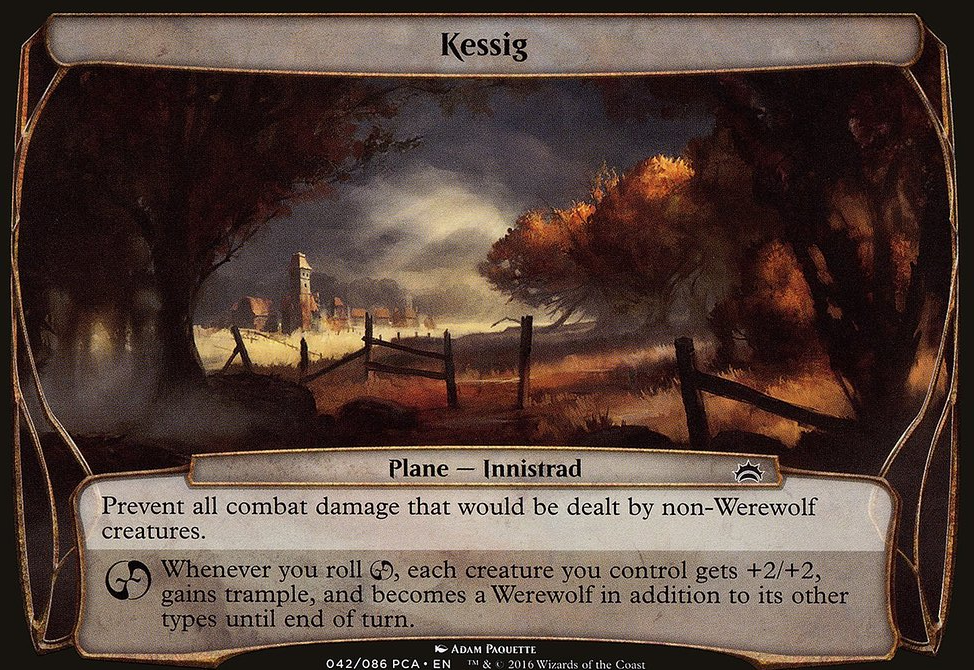 Kessig
Plane — Innistrad
Prevent all combat damage that would be dealt by non-Werewolf
creatures.
Whenever you roll , each creature you control gets +2/+2,
gains trample, and becomes a Werewolf in addition to its other
types until end of turn.
Adam Paquette
042/086 PCA • EN ™ & © 2016 Wizards of the Coast